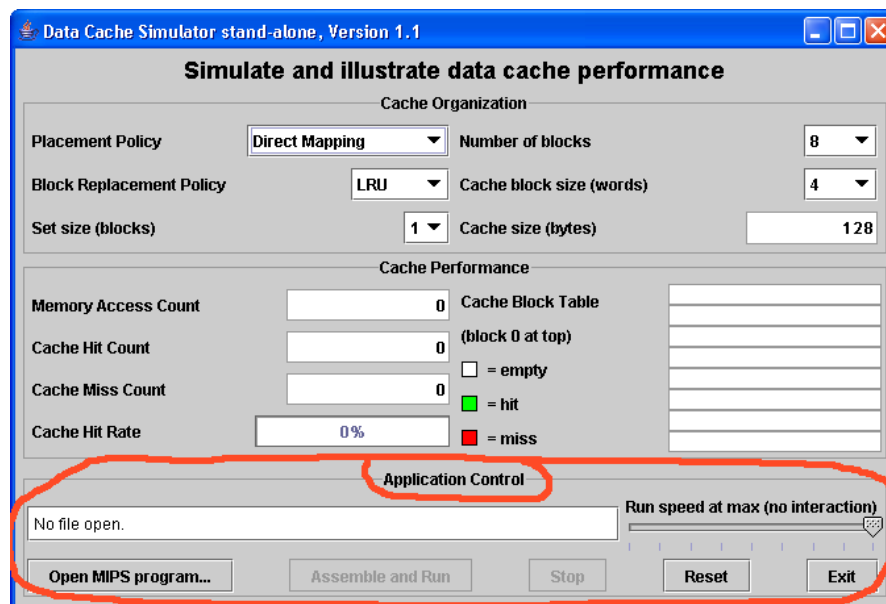 Data Cache Simulator stand-alone, Version 1.1
Simulate and illustrate data cache performance
Cache Organization
Placement Policy Direct Mapping Number of blocks 8
Block Replacement Policy LRU Cache block size (words) 4
Set size (blocks) 1 Cache size (bytes) 128
Cache Performance
Memory Access Count 0 Cache Block Table
(block 0 at top)
Cache Hit Count 0
= empty
Cache Miss Count 0
= hit
Cache Hit Rate 0%
= miss
Application Control
No file open. Run speed at max (no interaction)
Open MIPS program... Assemble and Run Stop Reset Exit